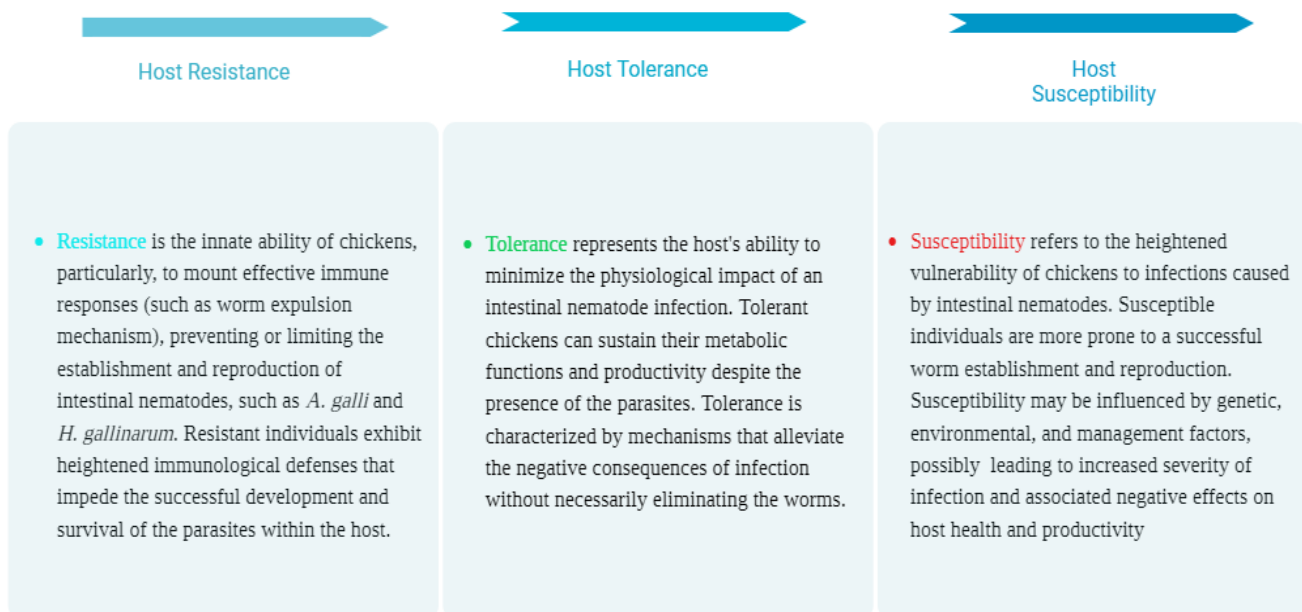 Host Resistance
Host Tolerance
Host
Susceptibility
• Resistance is the innate ability of chickens,
particularly, to mount effective immune
responses (such as worm expulsion
mechanism), preventing or limiting the
establishment and reproduction of
intestinal nematodes, such as A. galli and
H. gallinarum. Resistant individuals exhibit
heightened immunological defenses that
impede the successful development and
survival of the parasites within the host.
• Tolerance represents the host's ability to
minimize the physiological impact of an
intestinal nematode infection. Tolerant
chickens can sustain their metabolic
functions and productivity despite the
presence of the parasites. Tolerance is
characterized by mechanisms that alleviate
the negative consequences of infection
without necessarily eliminating the worms.
• Susceptibility refers to the heightened
vulnerability of chickens to infections caused
by intestinal nematodes. Susceptible
individuals are more prone to a successful
worm establishment and reproduction.
Susceptibility may be influenced by genetic,
environmental, and management factors,
possibly leading to increased severity of
infection and associated negative effects on
host health and productivity